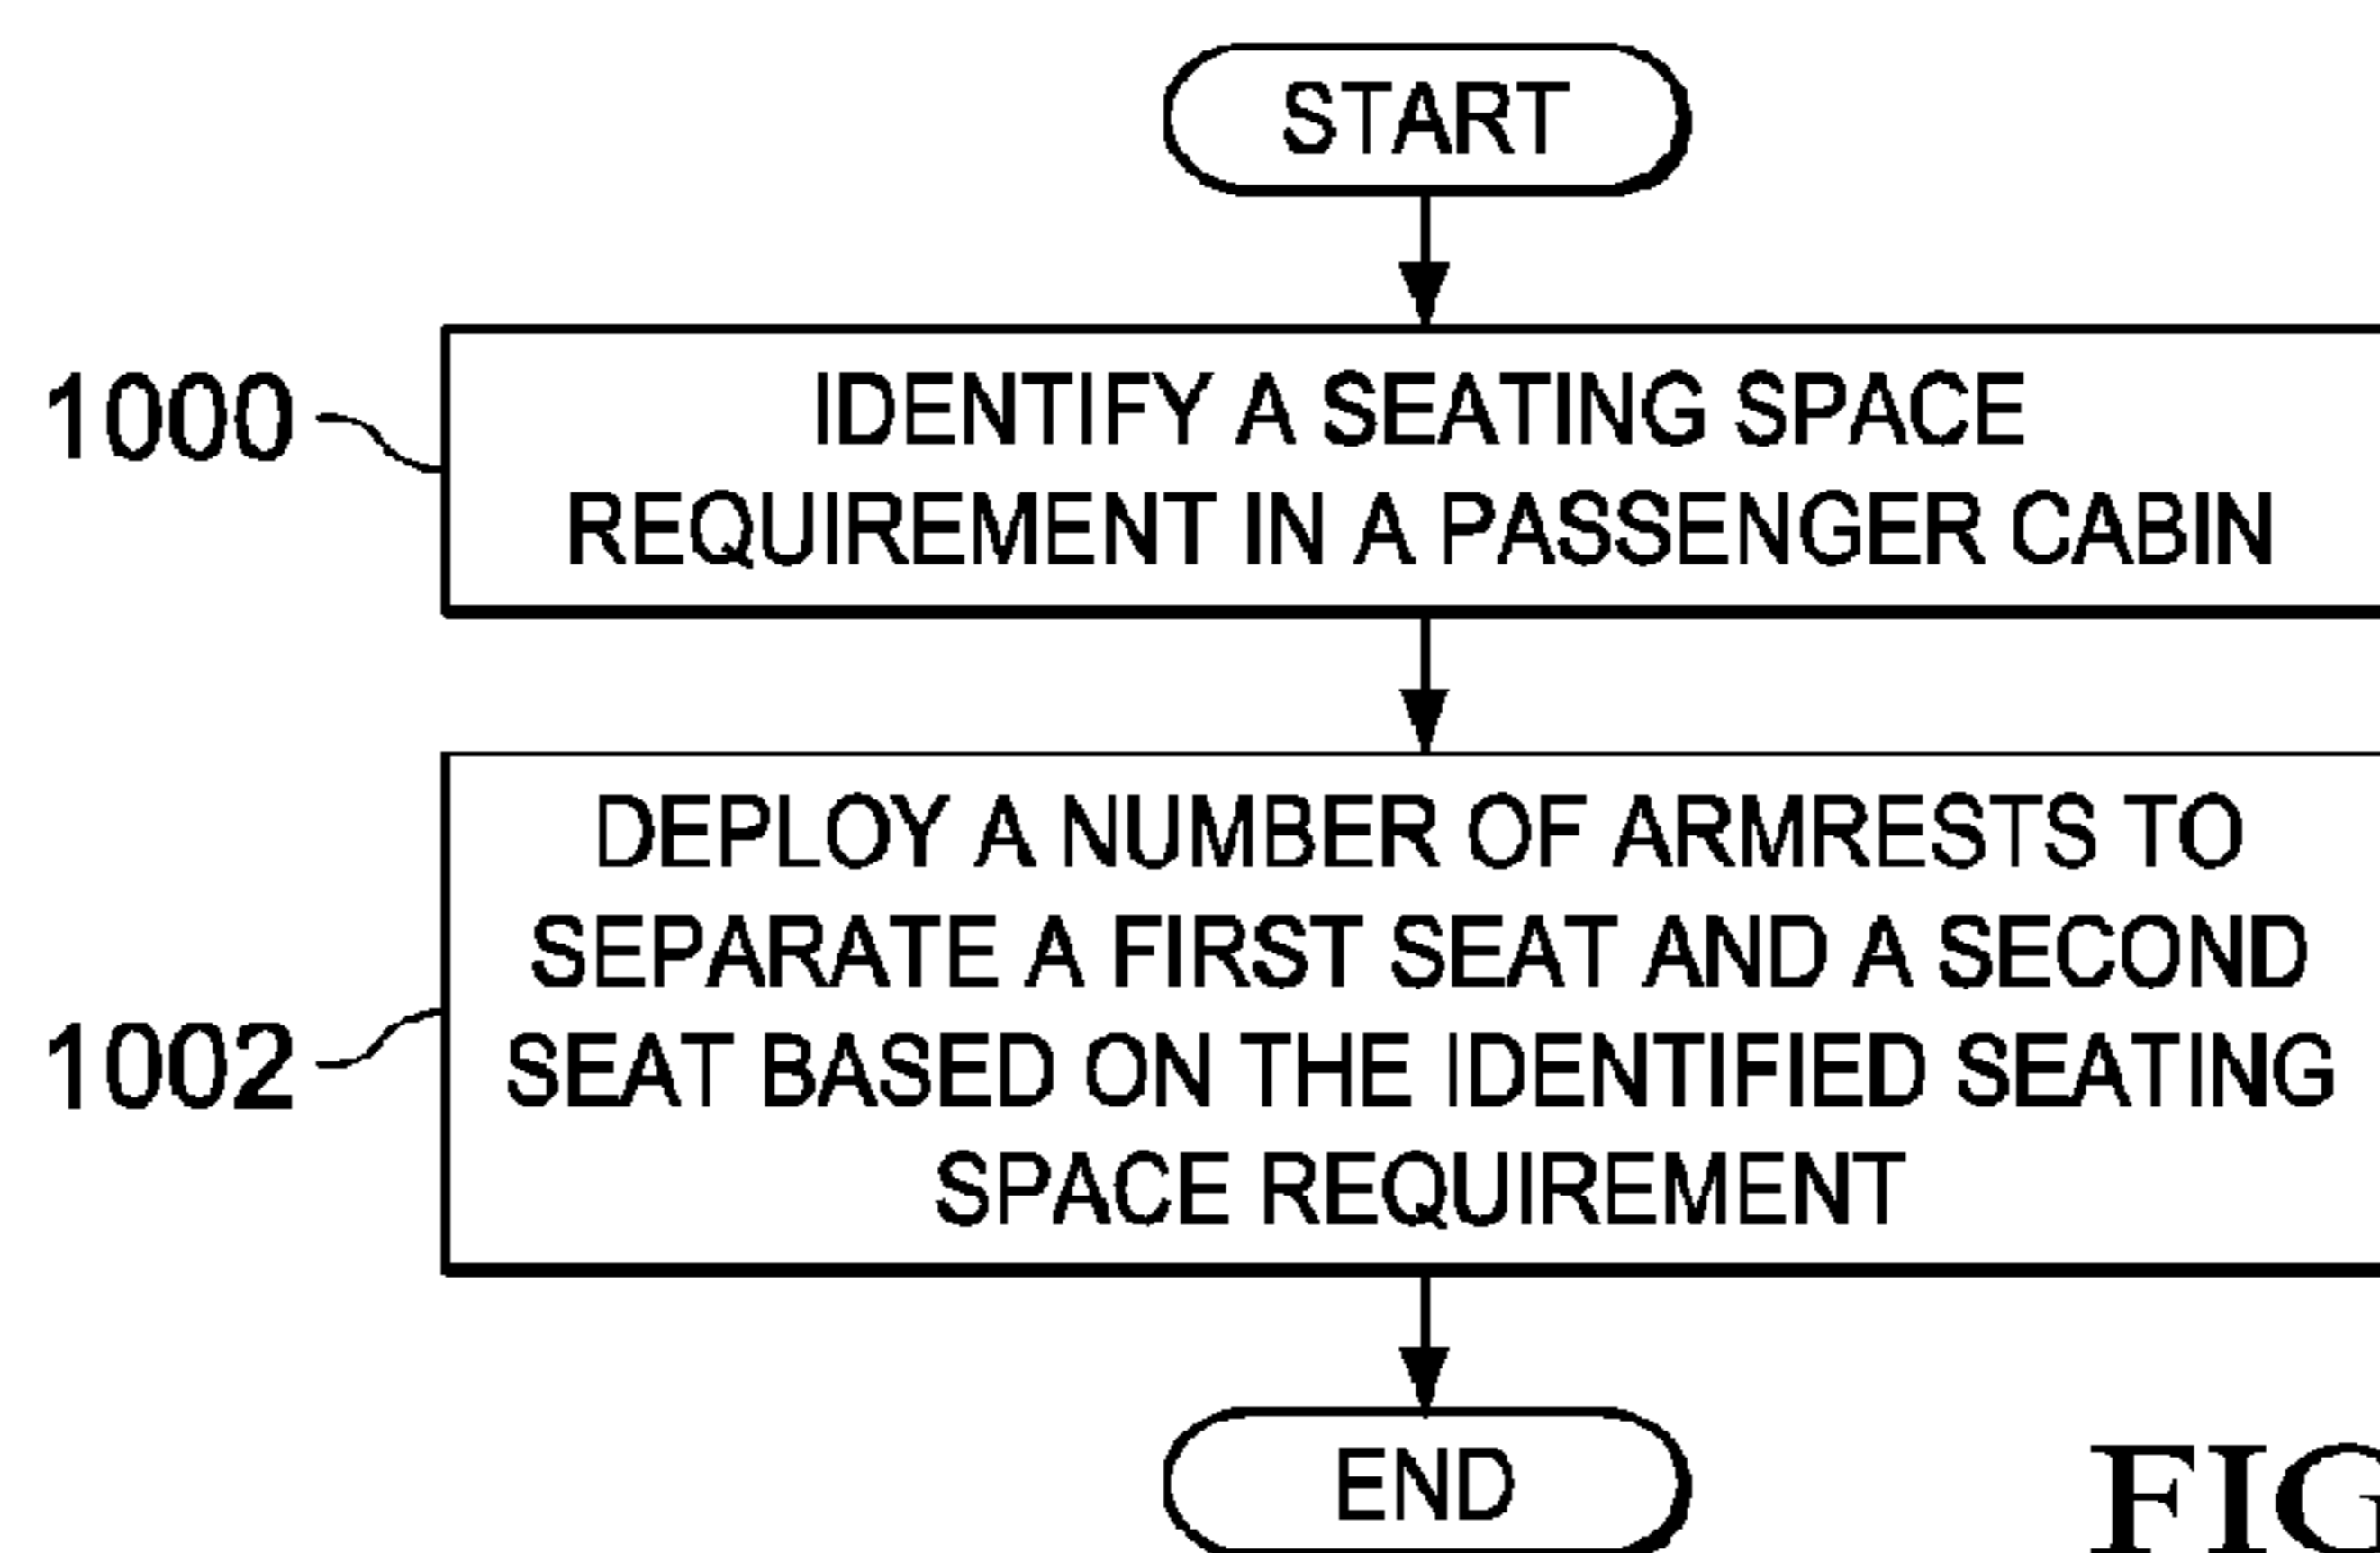 START
1000
IDENTIFY A SEATING SPACE
REQUIREMENT IN A PASSENGER CABIN
1002
DEPLOY A NUMBER OF ARMRESTS TO
SEPARATE A FIRST SEAT AND A SECOND
SEAT BASED ON THE IDENTIFIED SEATING
SPACE REQUIREMENT
END
FIG